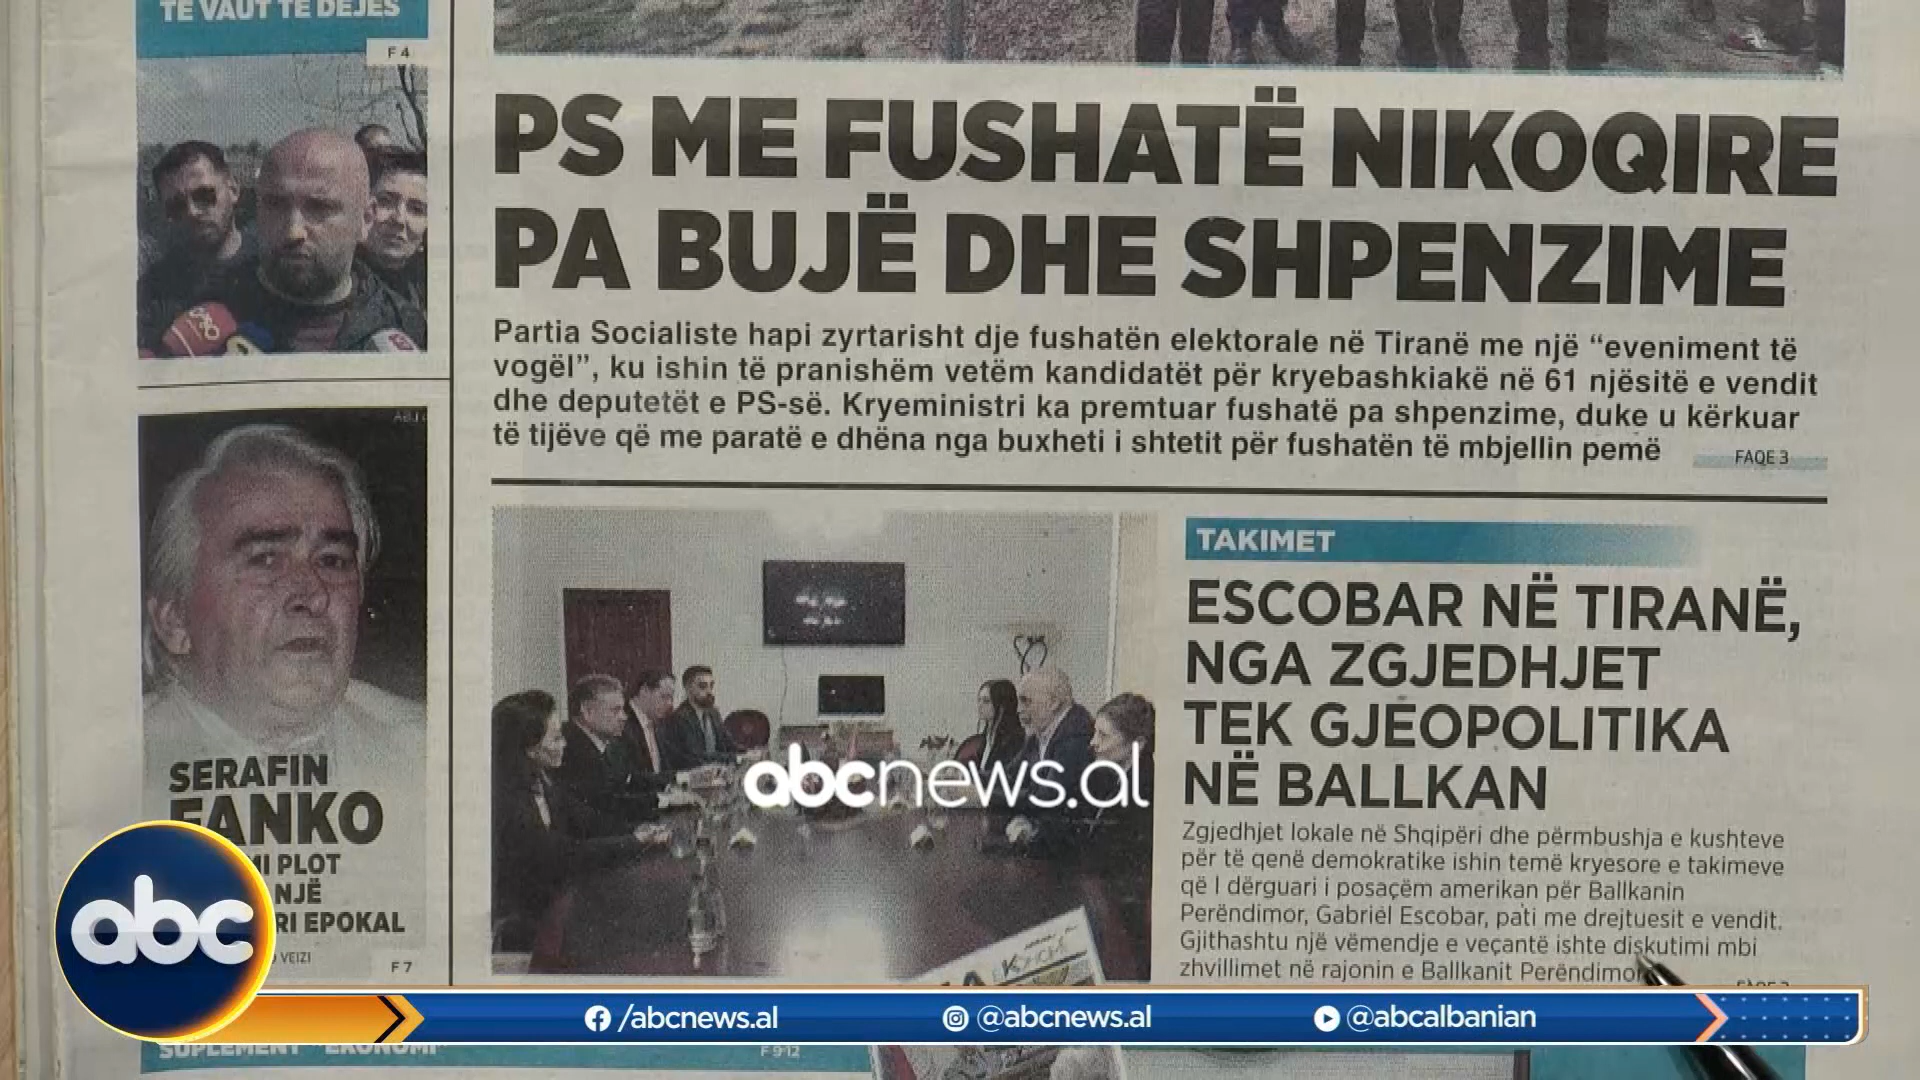 TË VAUT TË DEJËS
F 4
PS ME FUSHATË NIKOQIRE
PA BUJË DHE SHPENZIME
Partia Socialiste hapi zyrtarisht dje fushatën elektorale në Tiranë me një “eveniment të
vogël”, ku ishin të pranishëm vetëm kandidatët për kryebashkiakë në 61 njësitë e vendit
dhe deputetët e PS-së. Kryeministri ka premtuar fushatë pa shpenzime, duke u kërkuar
të tijëve që me paratë e dhëna nga buxheti i shtetit për fushatën të mbjellin pemë
FAQE 3
SERAFIN
FANKO
PLOT
NJË
EPOKAL
VEIZI
F 7
TAKIMET
ESCOBAR NË TIRANË,
NGA ZGJEDHJET
TEK GJEOPOLITIKA
NË BALLKAN
Zgjedhjet lokale në Shqipëri dhe përmbushja e kushteve
për të qenë demokratike ishin temë kryesore e takimeve
që I dërguari i posaçëm amerikan për Ballkanin
Perëndimor, Gabriel Escobar, pati me drejtuesit e vendit.
Gjithashtu një vëmendje e veçantë ishte diskutimi mbi
zhvillimet në rajonin e Ballkanit Perëndimor
abcnews.al
abc
/abcnews.al
@abcnews.al
@abcalbanian
SUPLEMENT "EKONOMI"
F 9-12